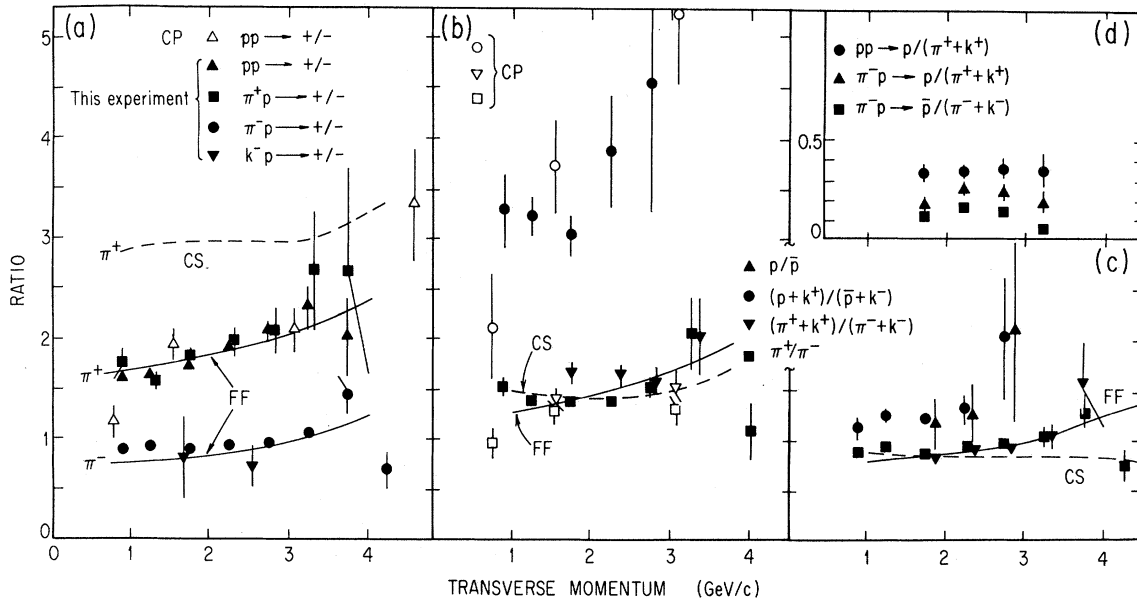 (a)
CP △ pp → +/-
▲ pp → +/-
This experiment ■ π⁺p → +/-
● π⁻p → +/-
▼ k⁻p → +/-
π⁺
CS
π⁺
FF
π⁻
RATIO
5
4
3
2
1
0
0 1 2 3 4
(b)
○
▽ CP
□
CS
FF
1 2 3 4
▲ p/p̄
● (p+k⁺)/(p̄+k⁻)
▼ (π⁺+k⁺)/(π⁻+k⁻)
■ π⁺/π⁻
(d)
● pp → p/(π⁺+k⁺)
▲ π⁻p → p/(π⁺+k⁺)
■ π⁻p → p̄/(π⁻+k⁻)
0.5
0
(c)
FF
CS
1 2 3 4
TRANSVERSE MOMENTUM (GeV/c)